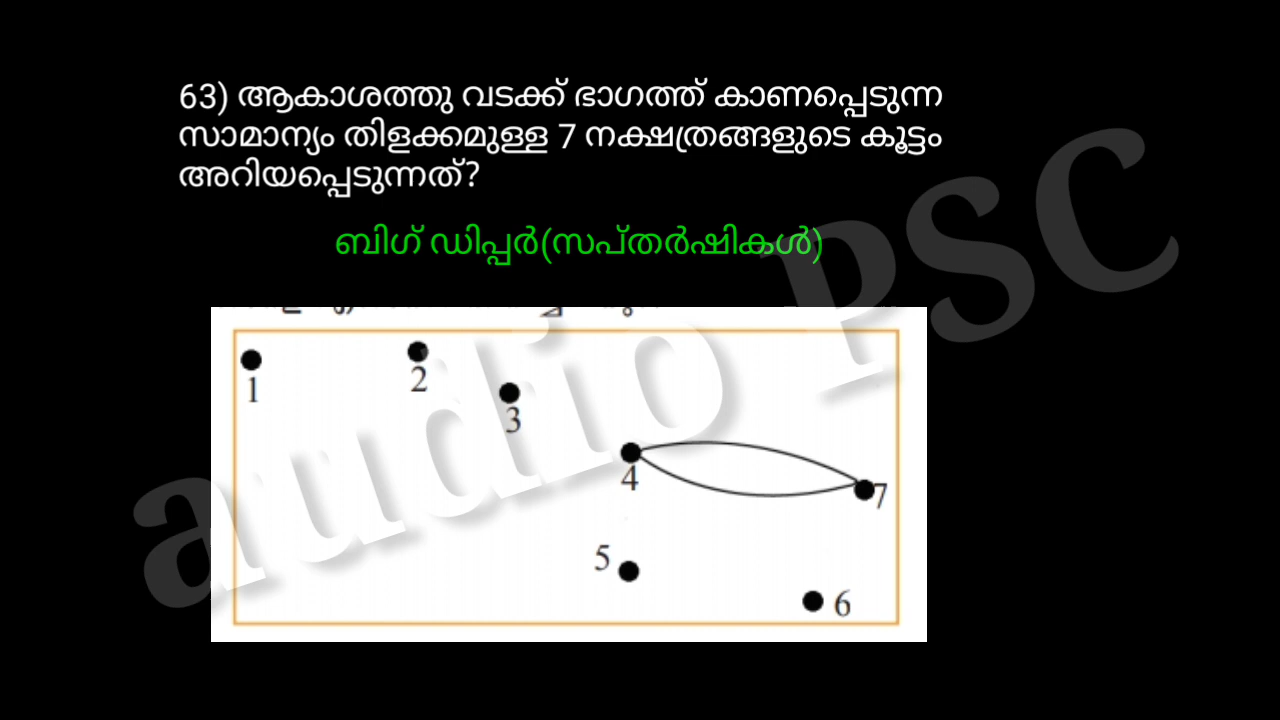 63) ആകാശത്തു വടക്ക് ഭാഗത്ത് കാണപ്പെടുന്ന
സാമാന്യം തിളക്കമുള്ള 7 നക്ഷത്രങ്ങളുടെ കൂട്ടം
അറിയപ്പെടുന്നത്?
ബിഗ് ഡിപ്പർ(സപ്തർഷികൾ)
audio PSC
1
2
3
4
7
5
6